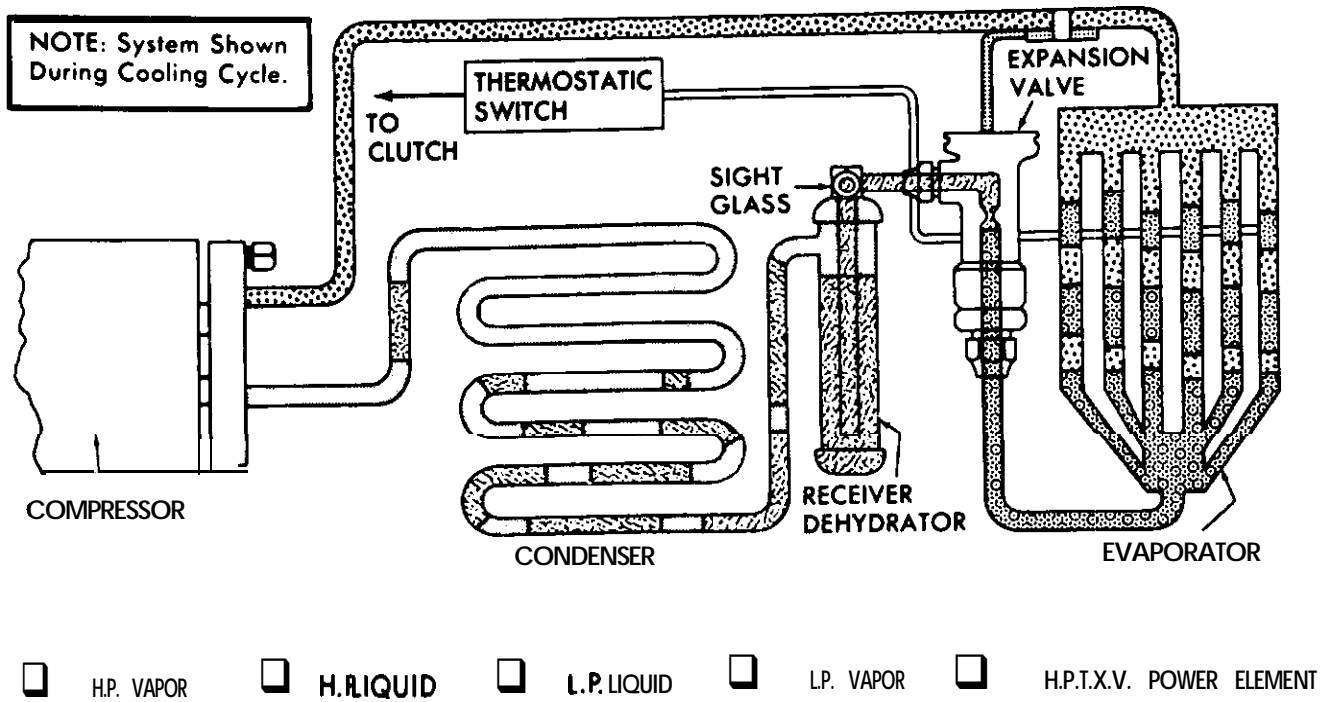 NOTE: System Shown
During Cooling Cycle.
THERMOSTATIC
SWITCH
TO
CLUTCH
EXPANSION
VALVE
SIGHT
GLASS
COMPRESSOR
CONDENSER
RECEIVER
DEHYDRATOR
EVAPORATOR
H.P. VAPOR
H.RLIQUID
L.P. LIQUID
L.P. VAPOR
H.P.T.X.V. POWER ELEMENT